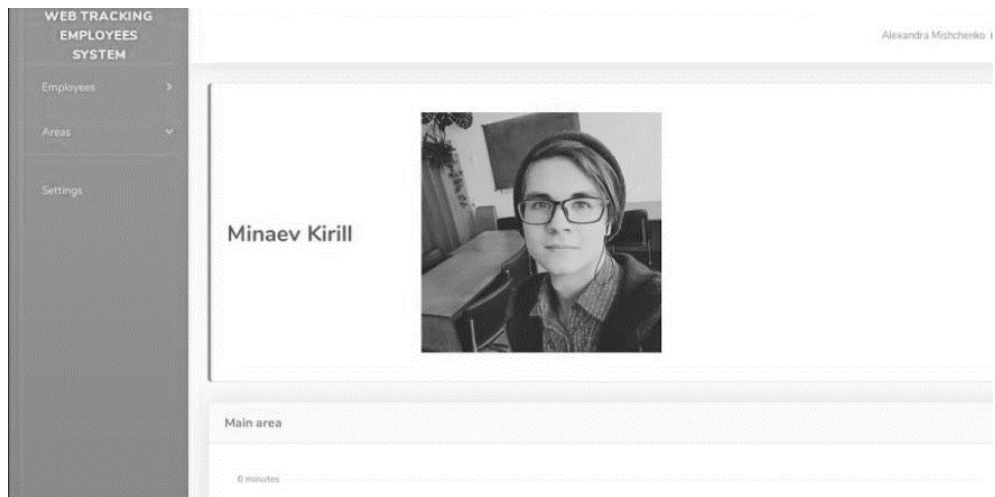 WEB TRACKING
EMPLOYEES
SYSTEM
Alexandra Mishchenko
Employees
Areas
Settings
Minaev Kirill
Main area
6 minutes